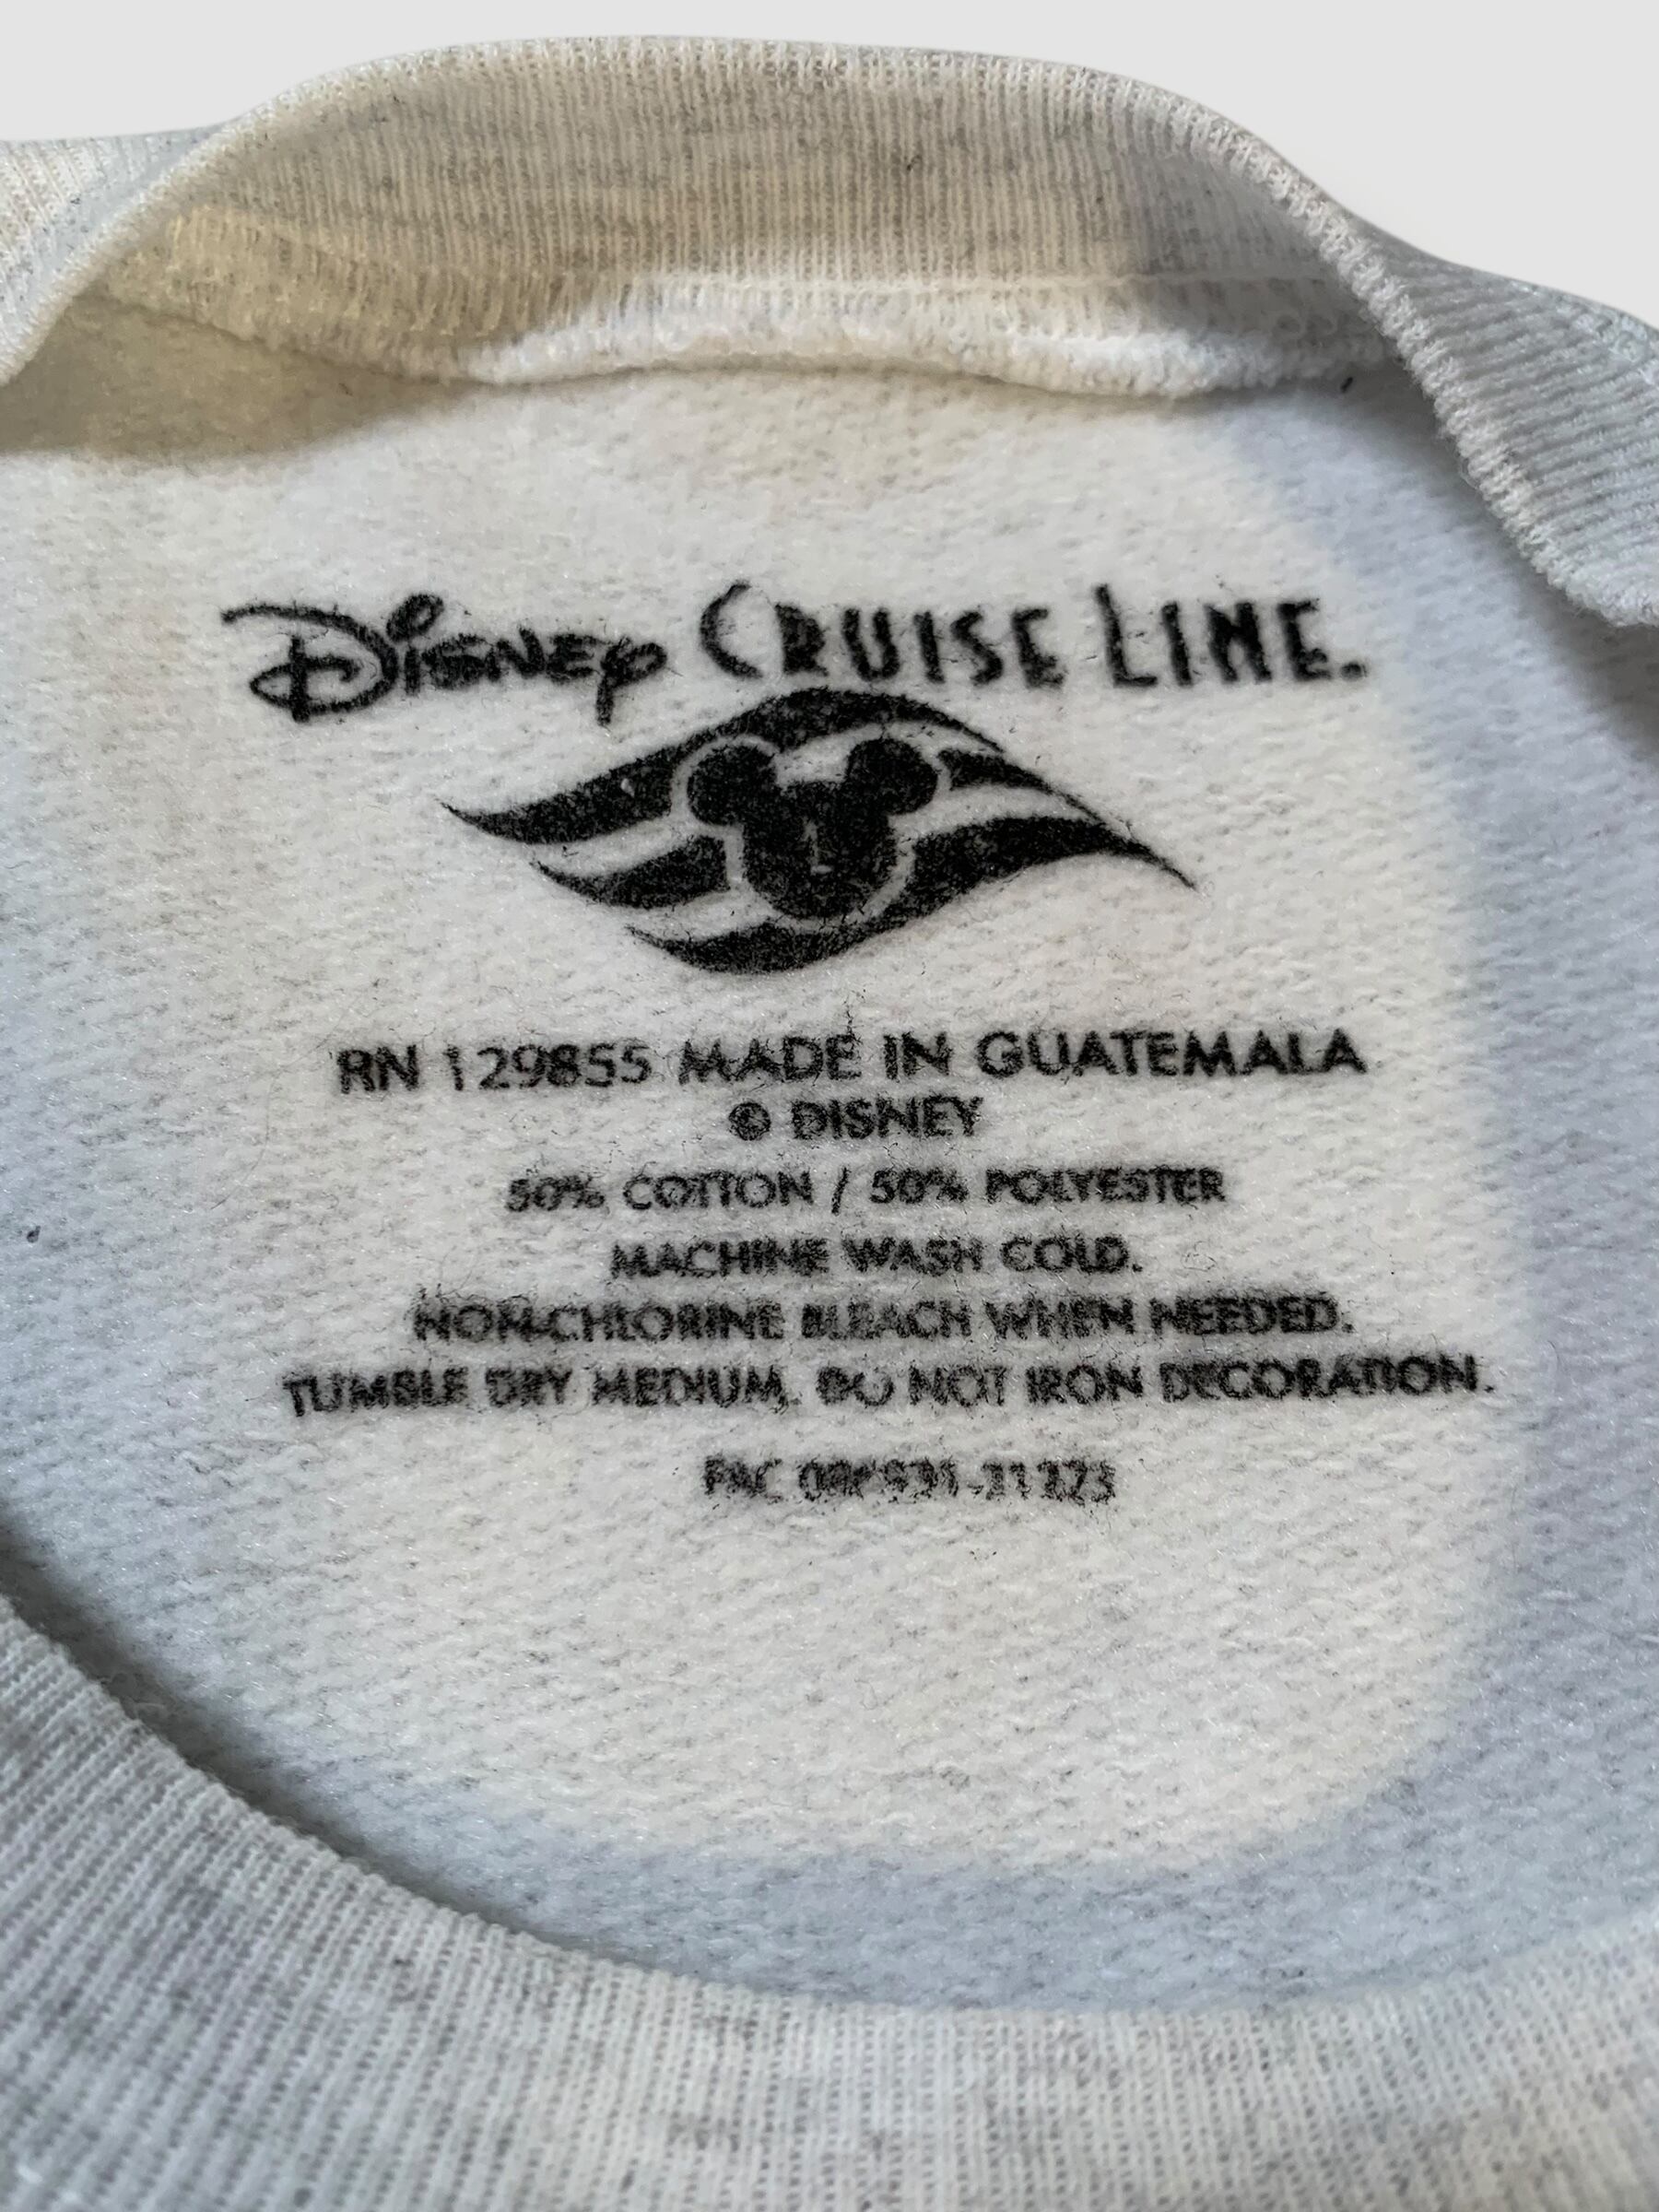 Disney Cruise Line.
L
RN 129855 MADE IN GUATEMALA
© DISNEY
50% COTTON / 50% POLYESTER
MACHINE WASH COLD.
NON-CHLORINE BLEACH WHEN NEEDED.
TUMBLE DRY MEDIUM. DO NOT IRON DECORATION.
FAC